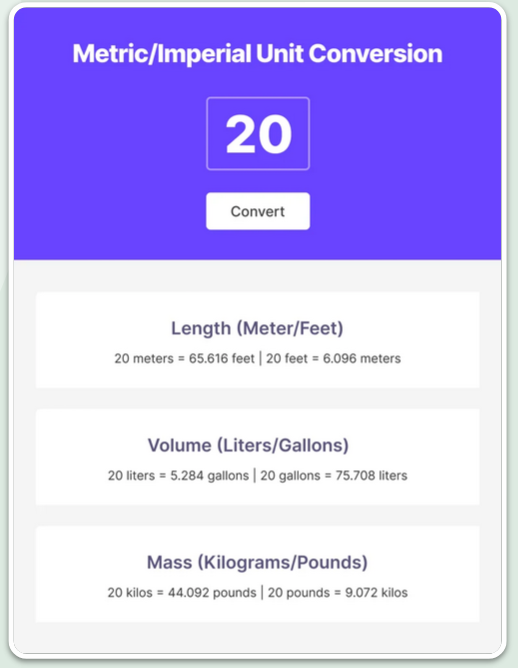 Metric/Imperial Unit Conversion
20
Convert
Length (Meter/Feet)
20 meters = 65.616 feet | 20 feet = 6.096 meters
Volume (Liters/Gallons)
20 liters = 5.284 gallons | 20 gallons = 75.708 liters
Mass (Kilograms/Pounds)
20 kilos = 44.092 pounds | 20 pounds = 9.072 kilos